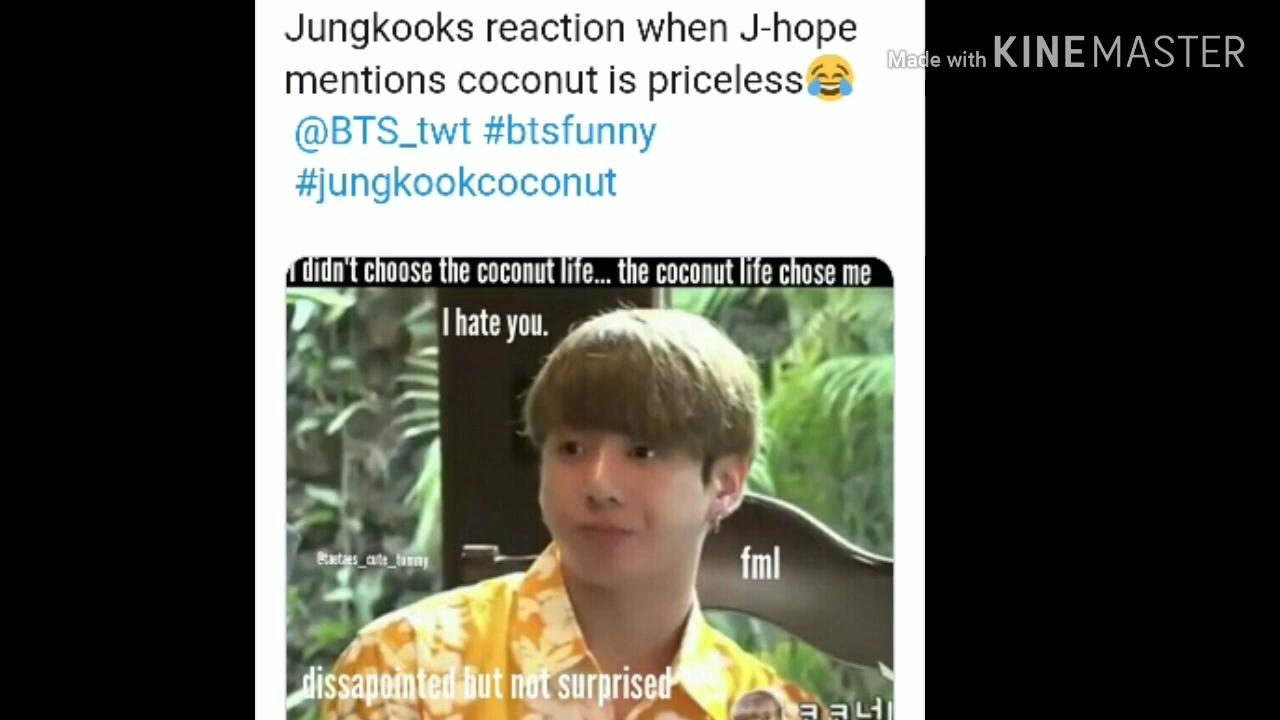 Jungkooks reaction when J-hope
Made with KINEMASTER
mentions coconut is priceless😂
@BTS_twt #btsfunny
#jungkookcoconut
I didn't choose the coconut life... the coconut life chose me
I hate you.
@taetaes_cute_tummy
fml
dissapointed but not surprised